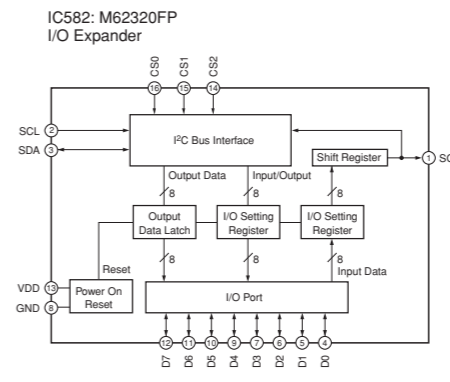 IC582: M62320FP
I/O Expander
CS0
CS1
CS2
16
15
14
SCL
2
SDA
3
I²C Bus Interface
Shift Register
1
Output Data
Input/Output
8
8
8
Output
Data Latch
I/O Setting
Register
I/O Setting
Register
8
8
8
Reset
Input Data
VDD
13
GND
8
Power On
Reset
I/O Port
12
11
10
9
7
6
5
4
D7
D6
D5
D4
D3
D2
D1
D0